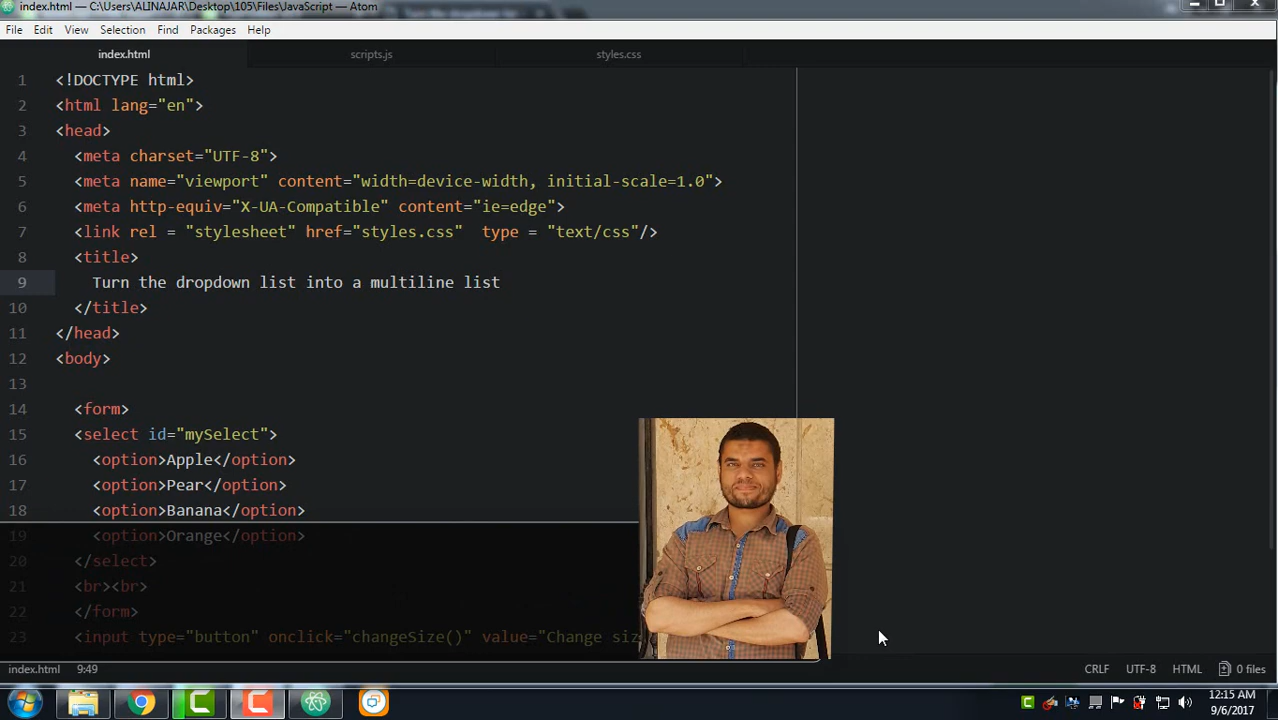 index.html — C:\Users\ALINAJAR\Desktop\105\Files\JavaScript — Atom
File Edit View Selection Find Packages Help
index.html scripts.js styles.css
1 <!DOCTYPE html>
2 <html lang="en">
3 <head>
4 <meta charset="UTF-8">
5 <meta name="viewport" content="width=device-width, initial-scale=1.0">
6 <meta http-equiv="X-UA-Compatible" content="ie=edge">
7 <link rel = "stylesheet" href="styles.css" type = "text/css"/>
8 <title>
9 Turn the dropdown list into a multiline list
10 </title>
11 </head>
12 <body>
13
14 <form>
15 <select id="mySelect">
16 <option>Apple</option>
17 <option>Pear</option>
18 <option>Banana</option>
19 <option>Orange</option>
20 </select>
21 <br><br>
22 </form>
23 <input type="button" onclick="changeSize()" value="Change siz
index.html 9:49 CRLF UTF-8 HTML 0 files
12:15 AM
9/6/2017